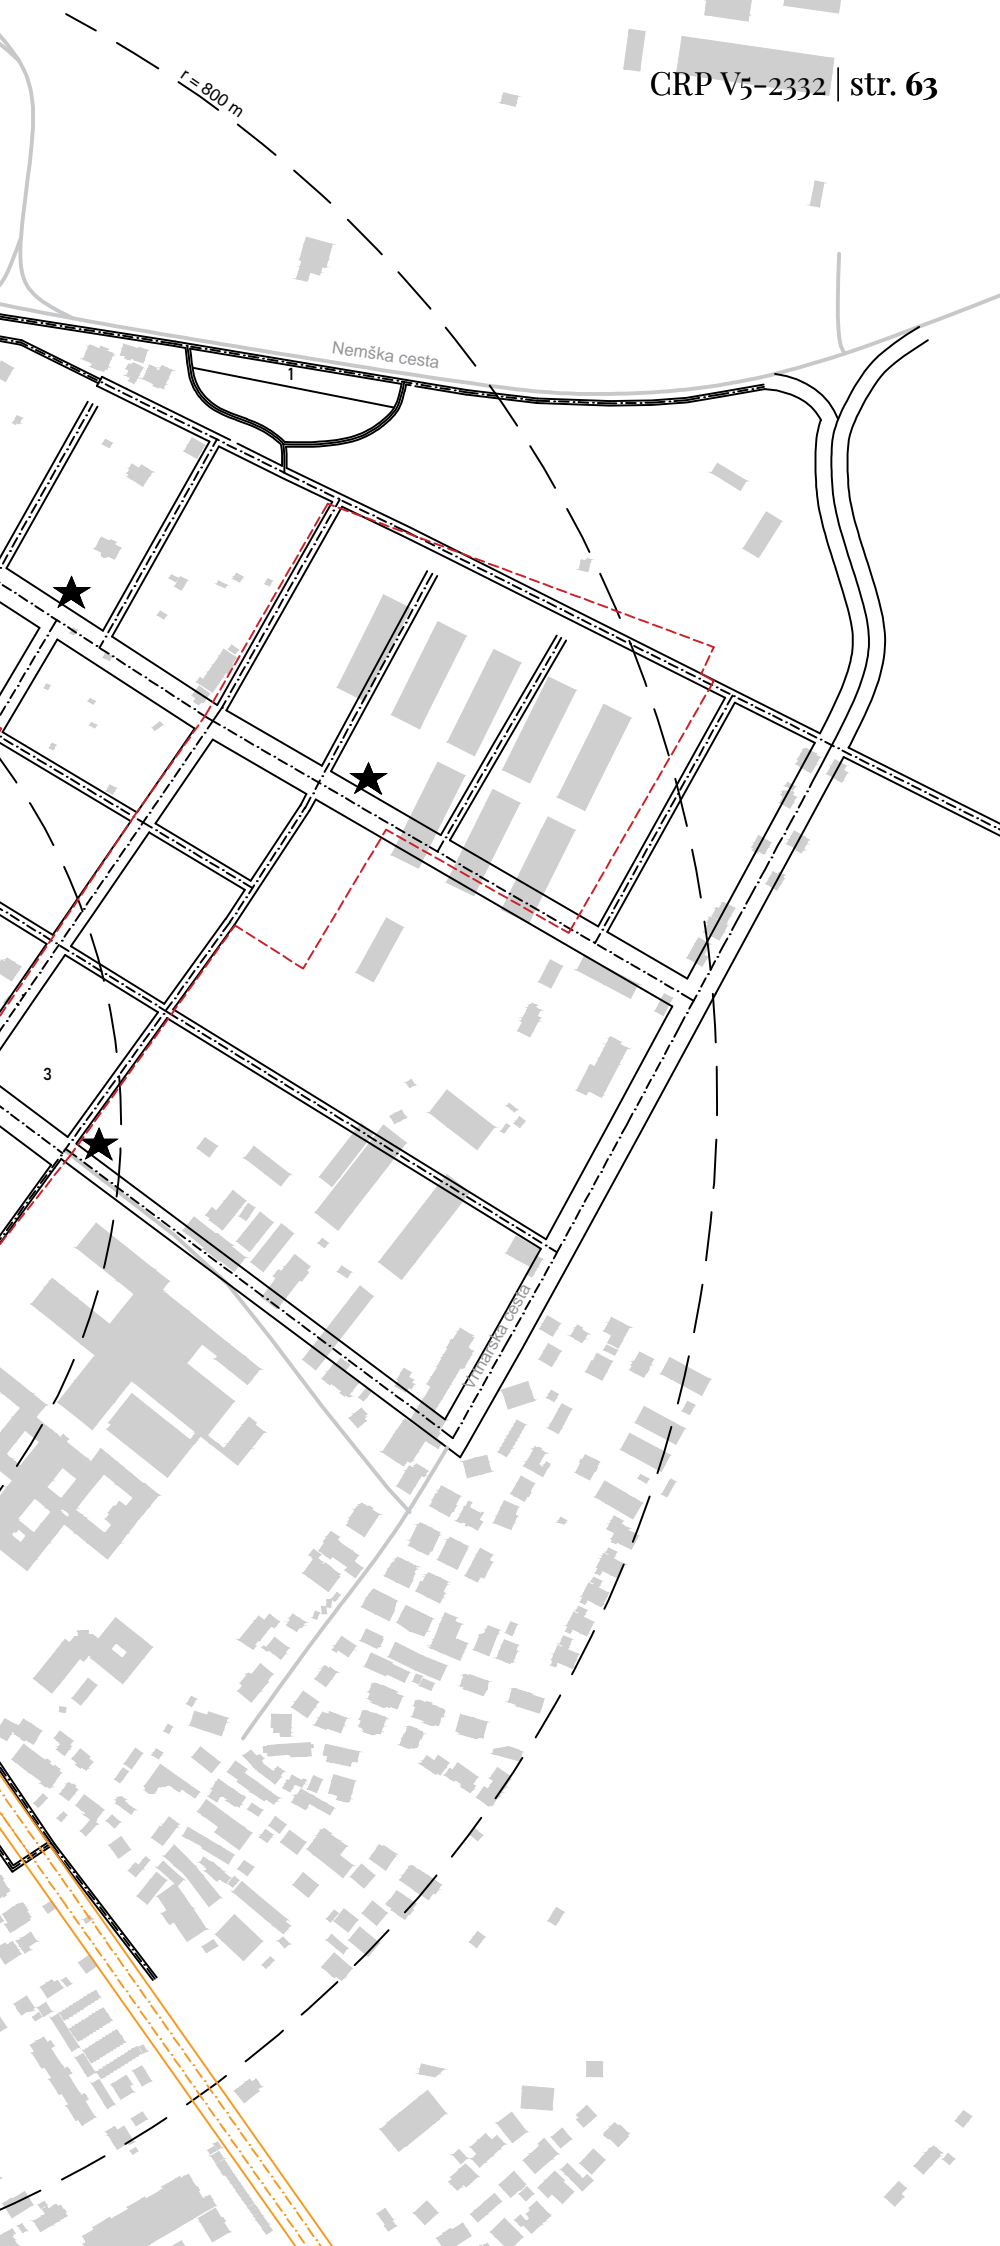 CRP V5-2332 | str. 63
r = 800 m
Nemška cesta
1
3
Vrtnarska cesta